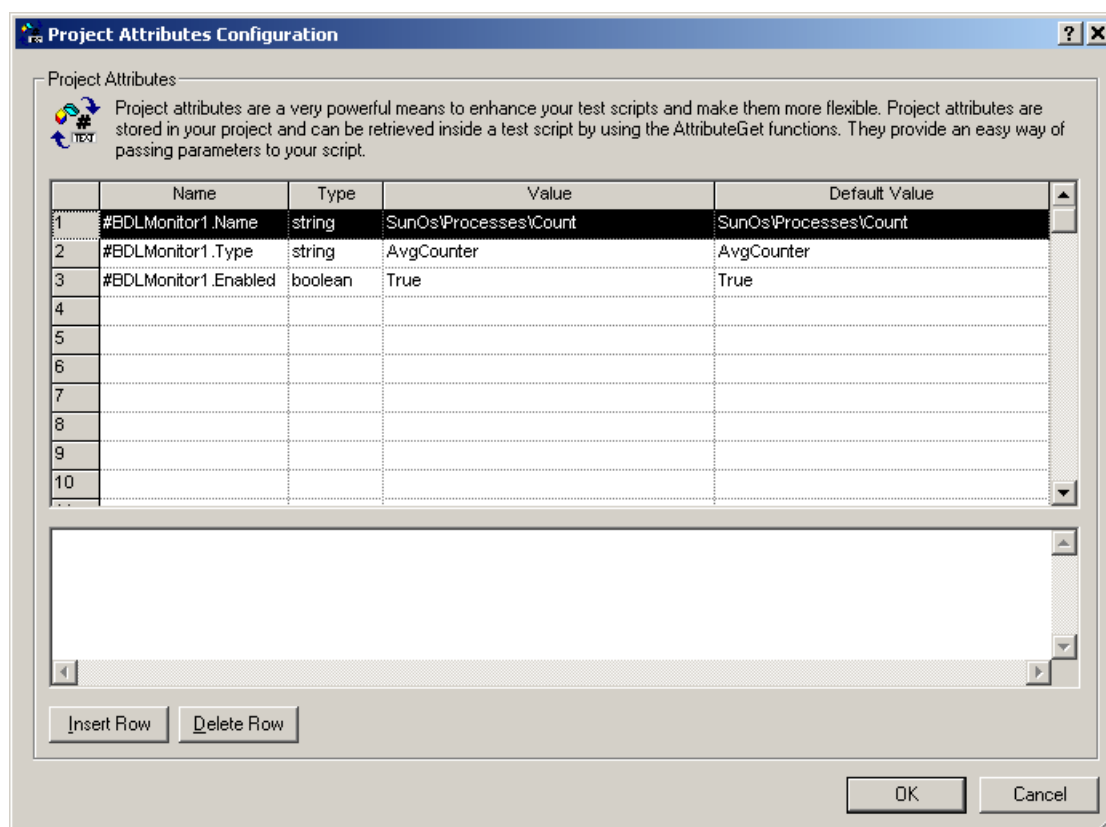 Project Attributes Configuration
Project Attributes
Project attributes are a very powerful means to enhance your test scripts and make them more flexible. Project attributes are
stored in your project and can be retrieved inside a test script by using the AttributeGet functions. They provide an easy way of
passing parameters to your script.
#
TEXT
Name Type Value Default Value
1 #BDLMonitor1.Name string SunOs\Processes\Count SunOs\Processes\Count
2 #BDLMonitor1.Type string AvgCounter AvgCounter
3 #BDLMonitor1.Enabled boolean True True
4
5
6
7
8
9
10
Insert Row Delete Row
OK Cancel